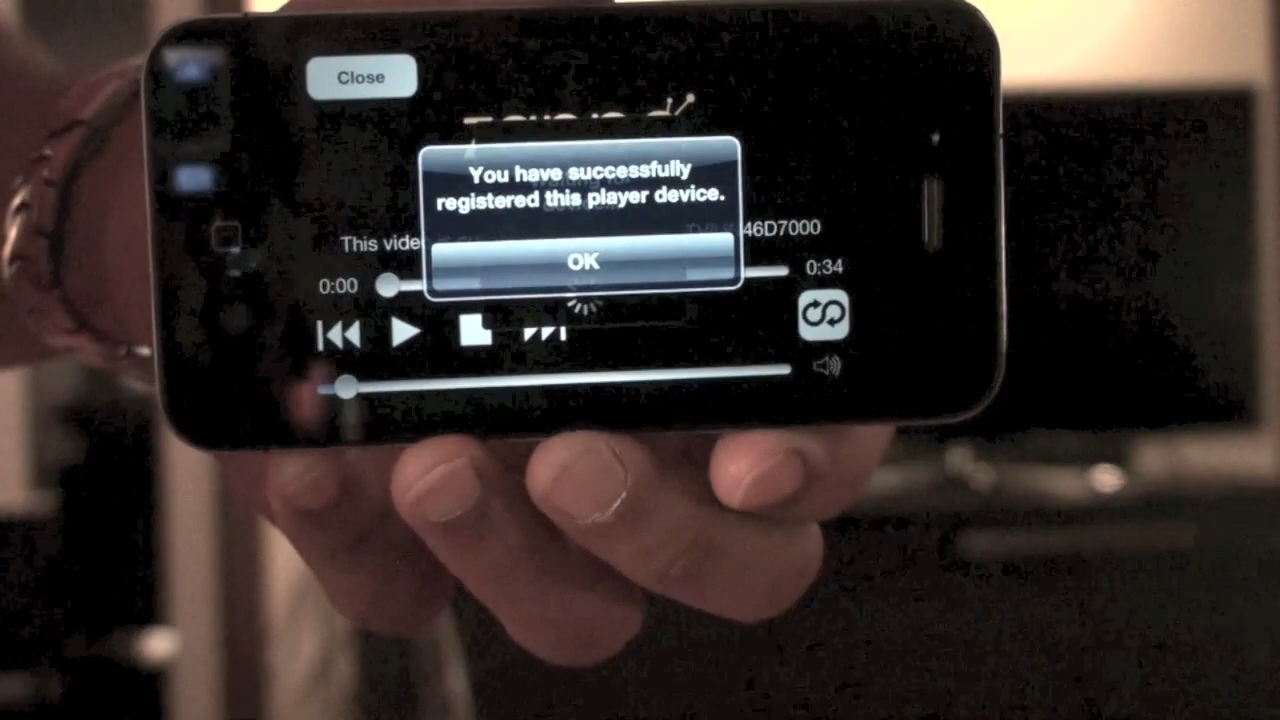 Close
You have successfully
registered this player device.
This vide
46D7000
0:00
OK
0:34